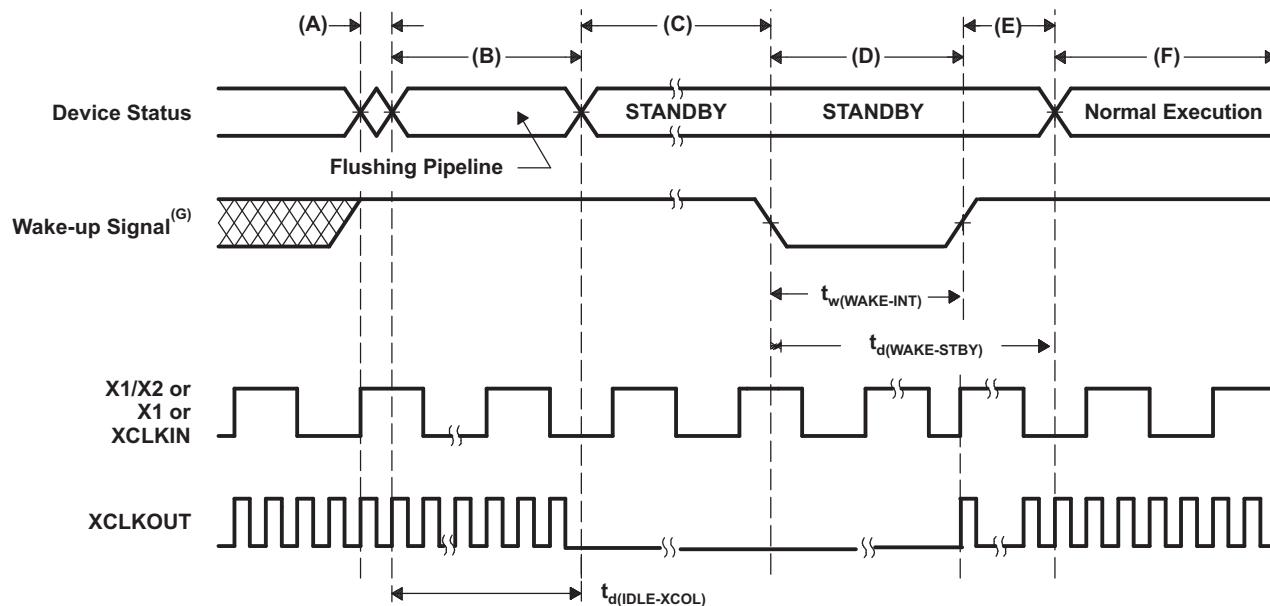 (A)
(B)
(C)
(D)
(E)
(F)
Device Status
STANDBY
STANDBY
Normal Execution
Flushing Pipeline
Wake-up Signal(G)
tw(WAKE-INT)
td(WAKE-STBY)
X1/X2 or
X1 or
XCLKIN
XCLKOUT
td(IDLE-XCOL)